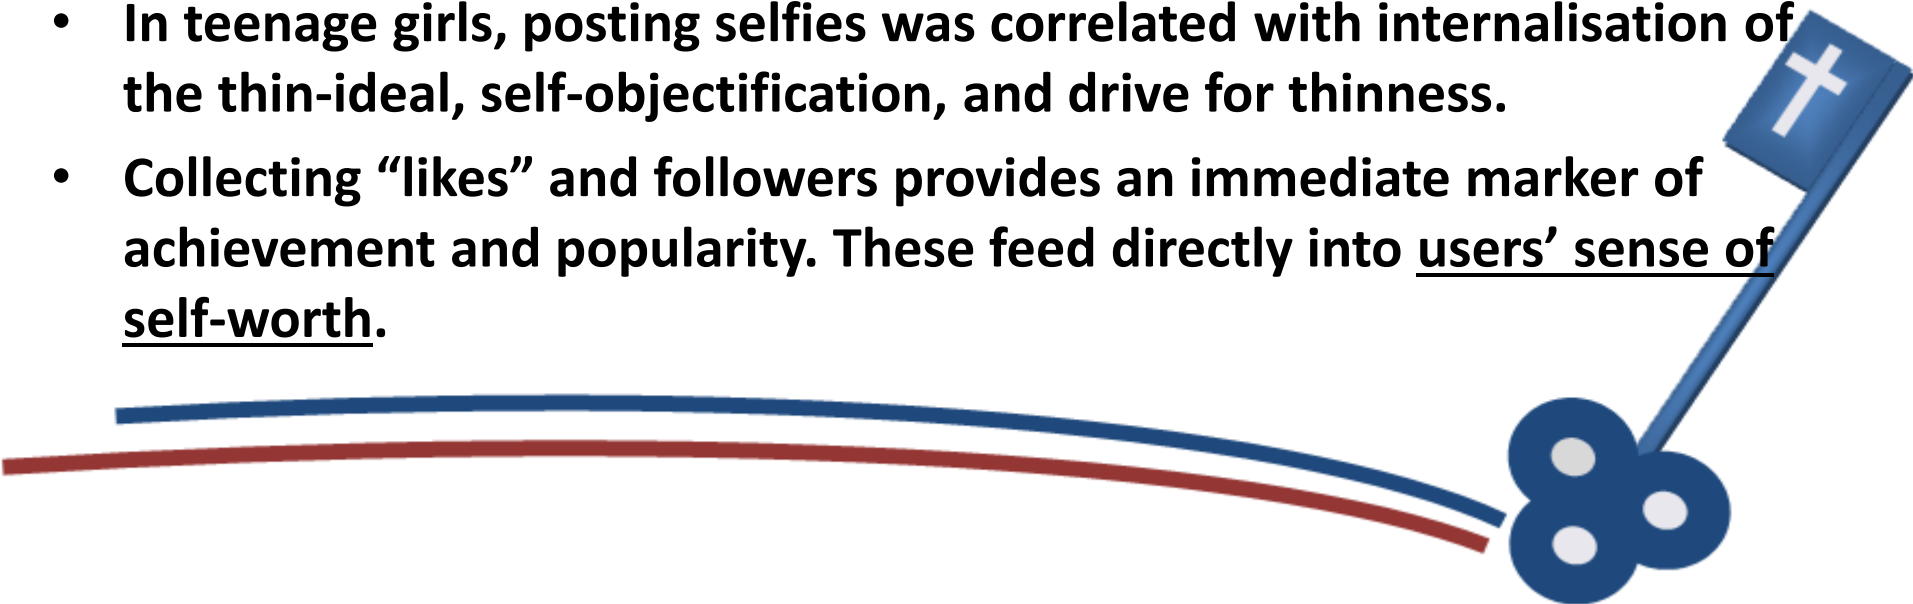 • In teenage girls, posting selfies was correlated with internalisation of
the thin-ideal, self-objectification, and drive for thinness.
• Collecting “likes” and followers provides an immediate marker of
achievement and popularity. These feed directly into users’ sense of
self-worth.